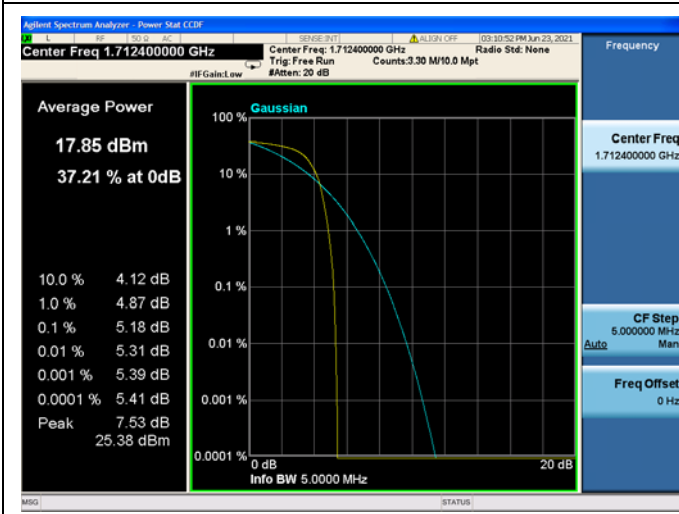 Agilent Spectrum Analyzer - Power Stat CCDF
L RF 50 Ω AC SENSE:INT ALIGN OFF 03:10:52 PM Jun 23, 2021
Center Freq 1.712400000 GHz
Center Freq: 1.712400000 GHz Radio Std: None
Trig: Free Run Counts:3.30 M/10.0 Mpt
#IFGain:Low #Atten: 20 dB
Frequency
Average Power
17.85 dBm
37.21 % at 0dB
10.0 % 4.12 dB
1.0 % 4.87 dB
0.1 % 5.18 dB
0.01 % 5.31 dB
0.001 % 5.39 dB
0.0001 % 5.41 dB
Peak 7.53 dB
25.38 dBm
Gaussian
100 %
10 %
1 %
0.1 %
0.01 %
0.001 %
0.0001 %
0 dB 20 dB
Info BW 5.0000 MHz
Center Freq
1.712400000 GHz
CF Step
5.000000 MHz
Auto Man
Freq Offset
0 Hz
MSG STATUS